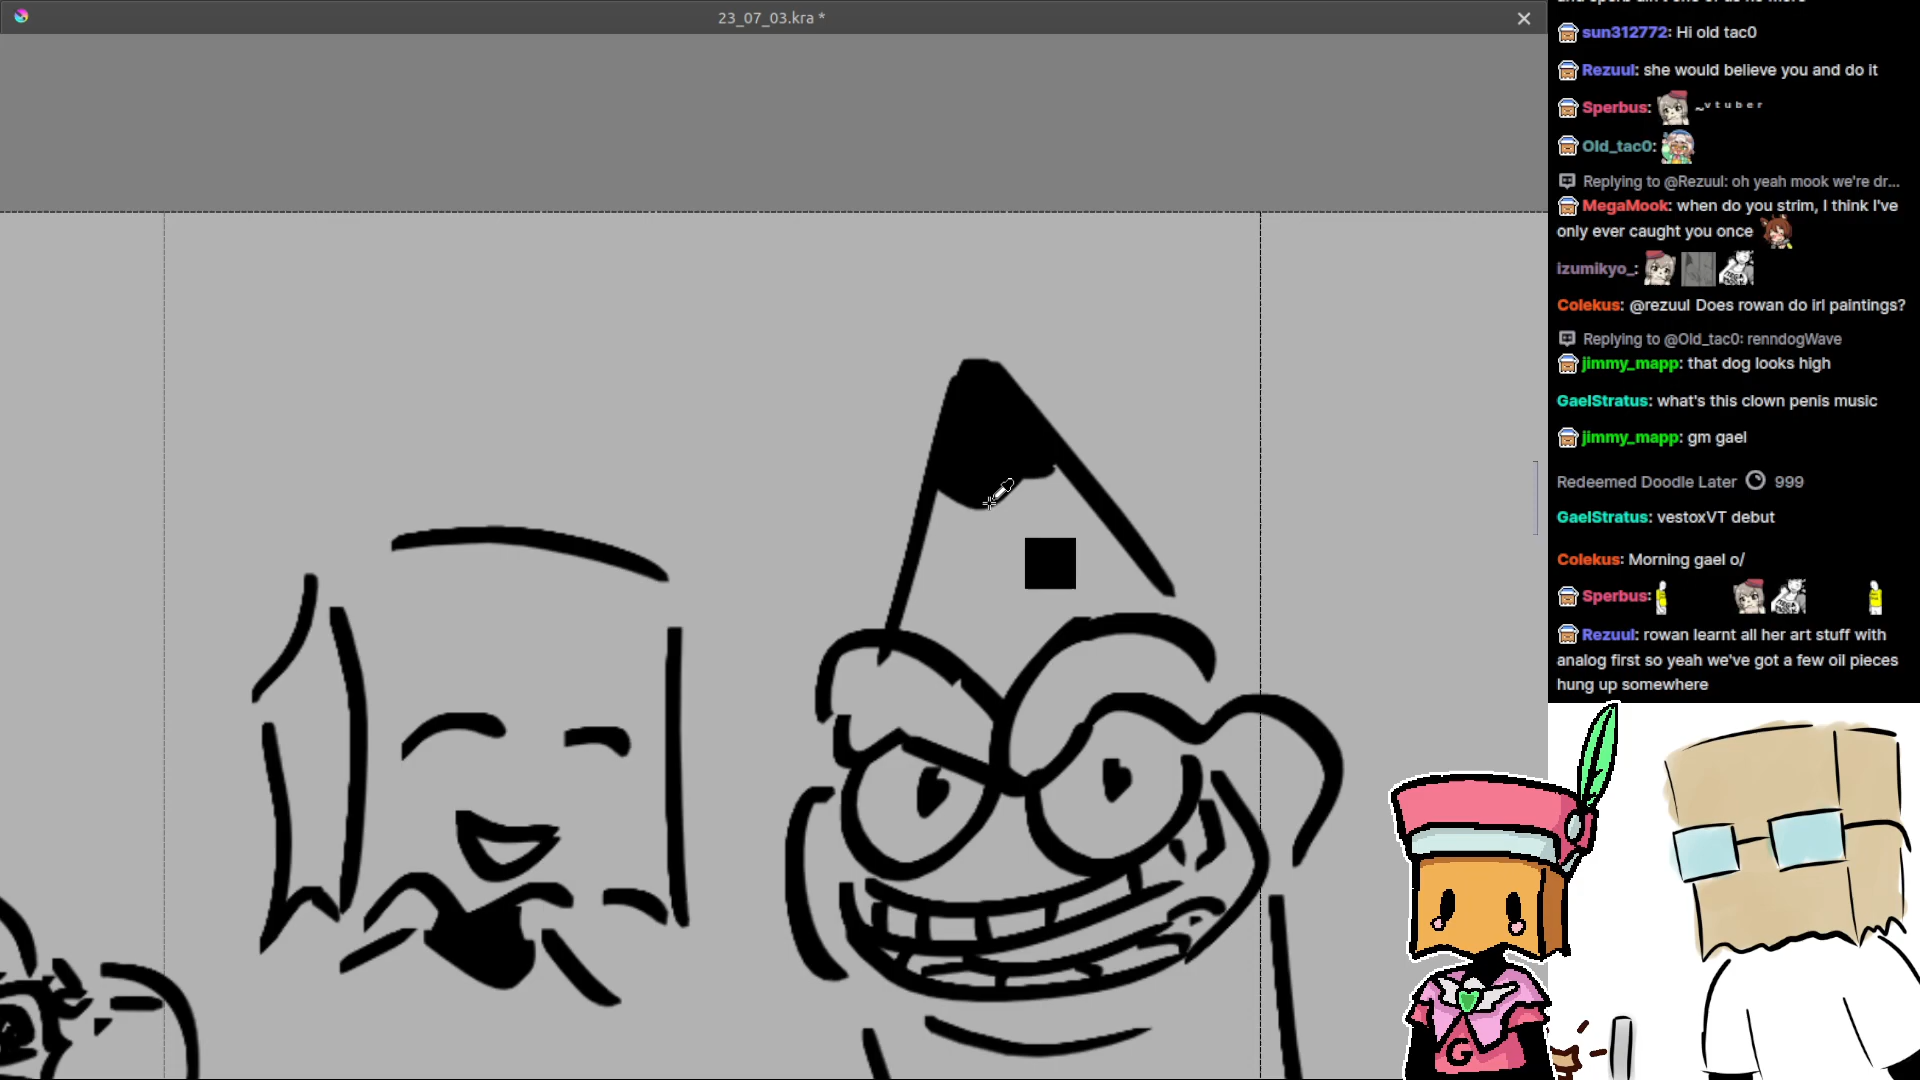 23_07_03.kra *
sun312772: Hi old tac0
Rezuul: she would believe you and do it
Sperbus: ~ᵛᵗᵘᵇᵉʳ
Old_tac0:
Replying to @Rezuul: oh yeah mook we're dr...
MegaMook: when do you strim, I think I've
only ever caught you once
izumikyo_:
Colekus: @rezuul Does rowan do irl paintings?
Replying to @Old_tac0: renndogWave
jimmy_mapp: that dog looks high
GaelStratus: what's this clown penis music
jimmy_mapp: gm gael
Redeemed Doodle Later 999
GaelStratus: vestoxVT debut
Colekus: Morning gael o/
Sperbus:
Rezuul: rowan learnt all her art stuff with
analog first so yeah we've got a few oil pieces
hung up somewhere
G